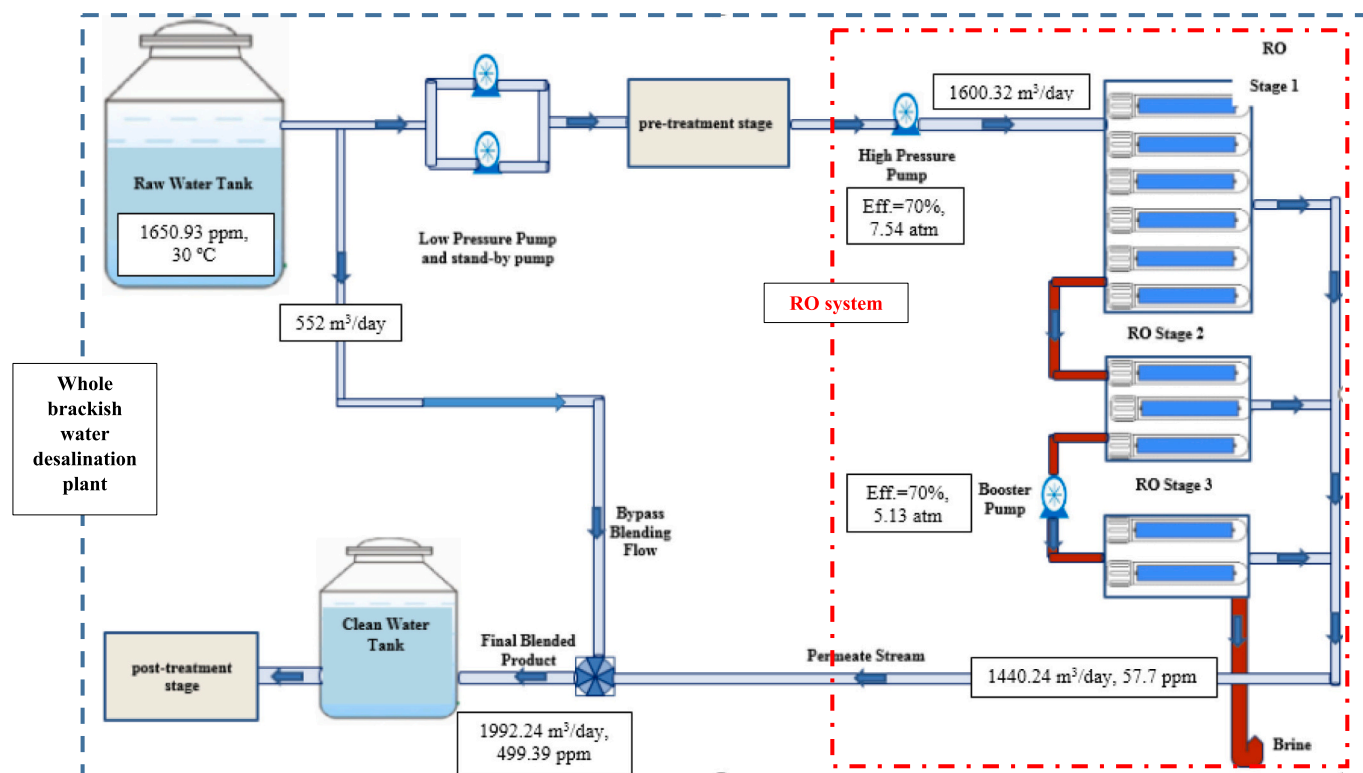 RO
Stage 1
1600.32 m³/day
pre-treatment stage
High Pressure
Pump
Eff.=70%,
7.54 atm
Raw Water Tank
1650.93 ppm,
30 ºC
Low Pressure Pump
and stand-by pump
552 m³/day
RO system
RO Stage 2
Whole
brackish
water
desalination
plant
Eff.=70%,
5.13 atm
Booster
Pump
RO Stage 3
Bypass
Blending
Flow
Clean Water
Tank
Final Blended
Product
post-treatment
stage
Permeate Stream
1440.24 m³/day, 57.7 ppm
1992.24 m³/day,
499.39 ppm
Brine